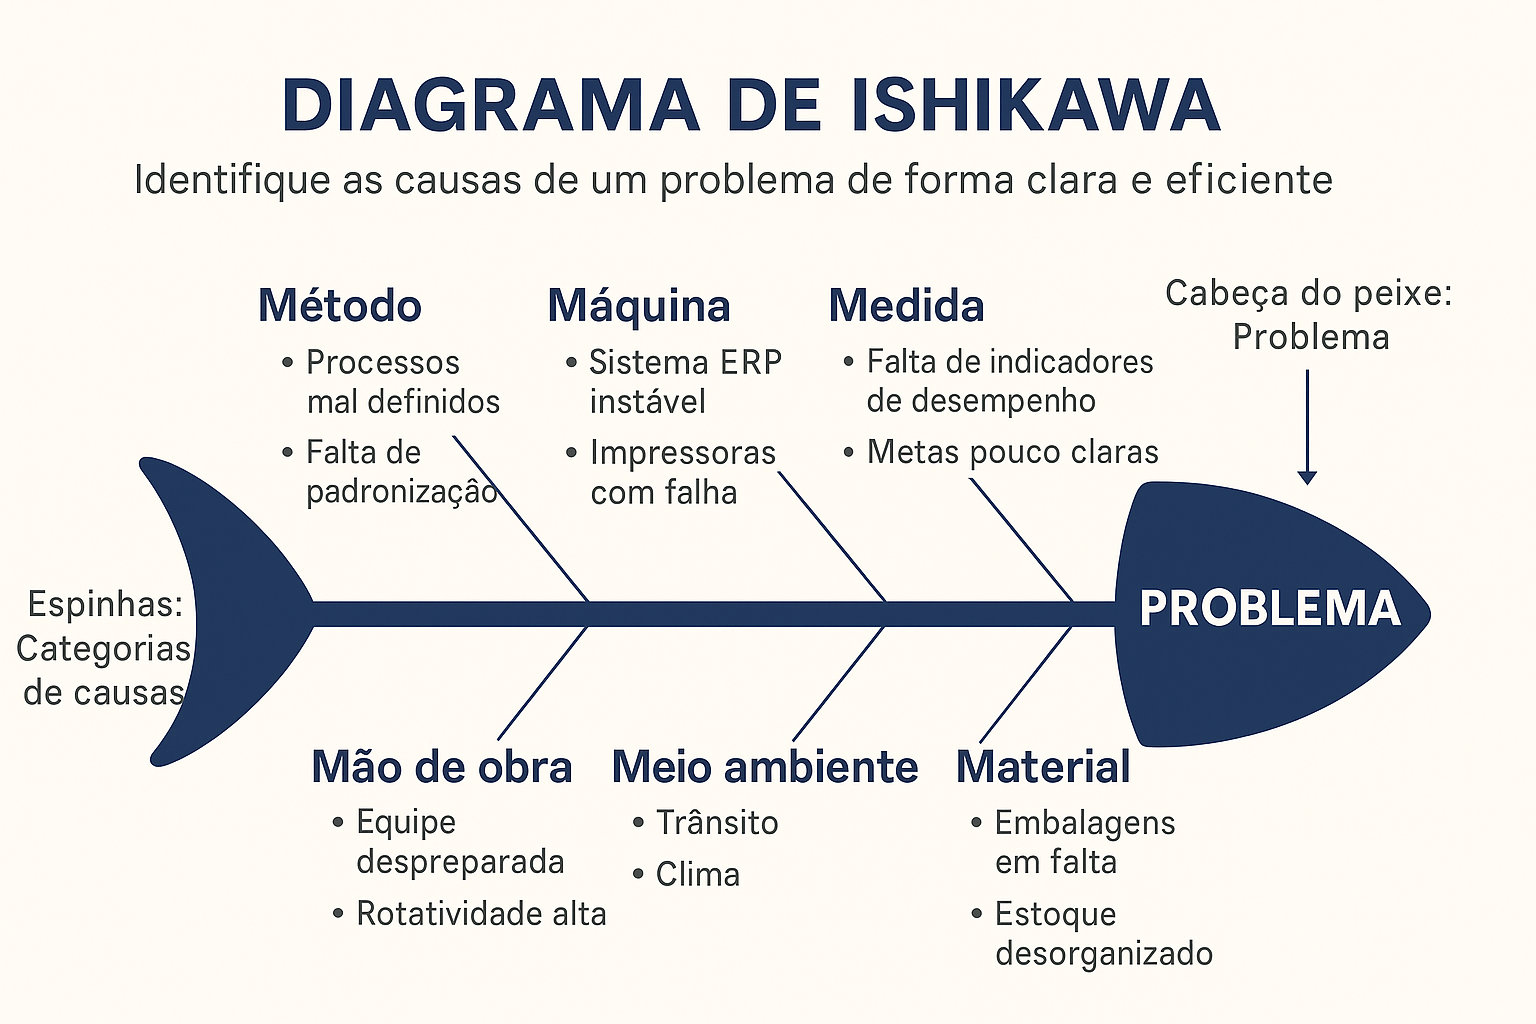 DIAGRAMA DE ISHIKAWA
Identifique as causas de um problema de forma clara e eficiente
Método
• Processos
mal definidos
• Falta de
padronização
Máquina
• Sistema ERP
instável
• Impressoras
com falha
Medida
• Falta de indicadores
de desempenho
• Metas pouco claras
Cabeça do peixe:
Problema
Espinhas:
Categorias
de causas
PROBLEMA
Mão de obra
• Equipe
despreparada
• Rotatividade alta
Meio ambiente
• Trânsito
• Clima
Material
• Embalagens
em falta
• Estoque
desorganizado